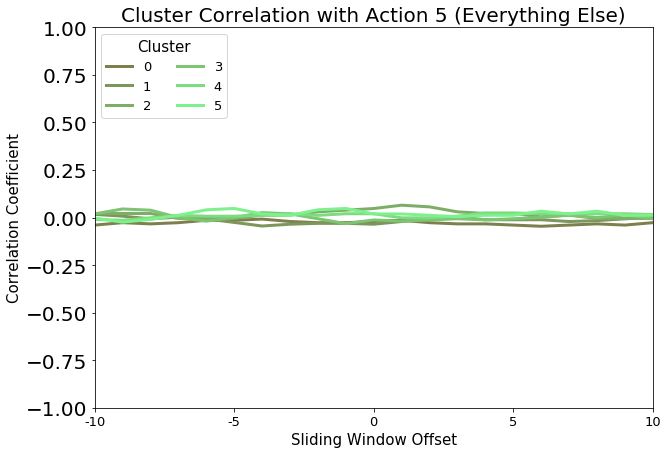 Cluster Correlation with Action 5 (Everything Else)
Cluster
0 3
1 4
2 5
Correlation Coefficient
1.00
0.75
0.50
0.25
0.00
−0.25
−0.50
−0.75
−1.00
-10 -5 0 5 10
Sliding Window Offset